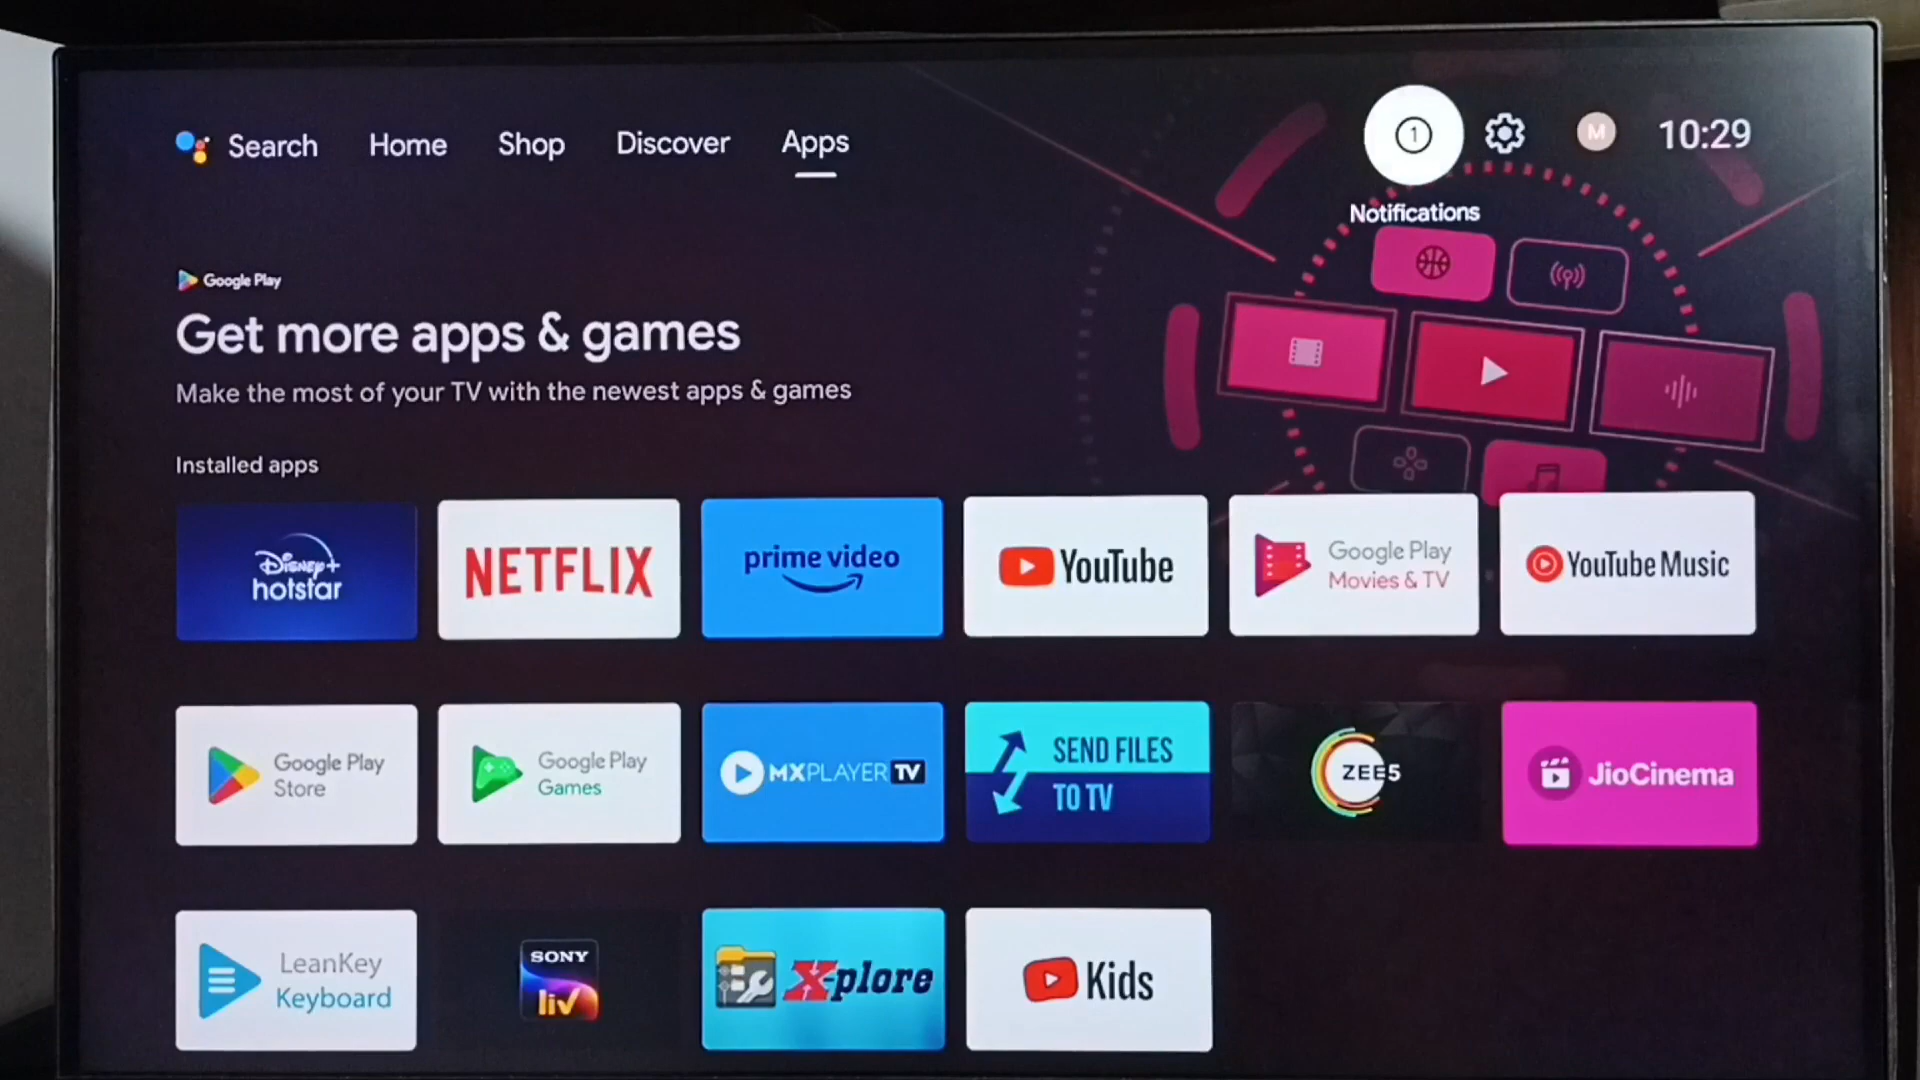 Search Home Shop Discover Apps
1
M
10:29
Notifications
Google Play
Get more apps & games
Make the most of your TV with the newest apps & games
Installed apps
Disney+
hotstar
NETFLIX
prime video
YouTube
Google Play
Movies & TV
YouTube Music
Google Play
Store
Google Play
Games
MXPLAYER TV
SEND FILES
TO TV
ZEE5
JioCinema
LeanKey
Keyboard
SONY
liv
X-plore
Kids